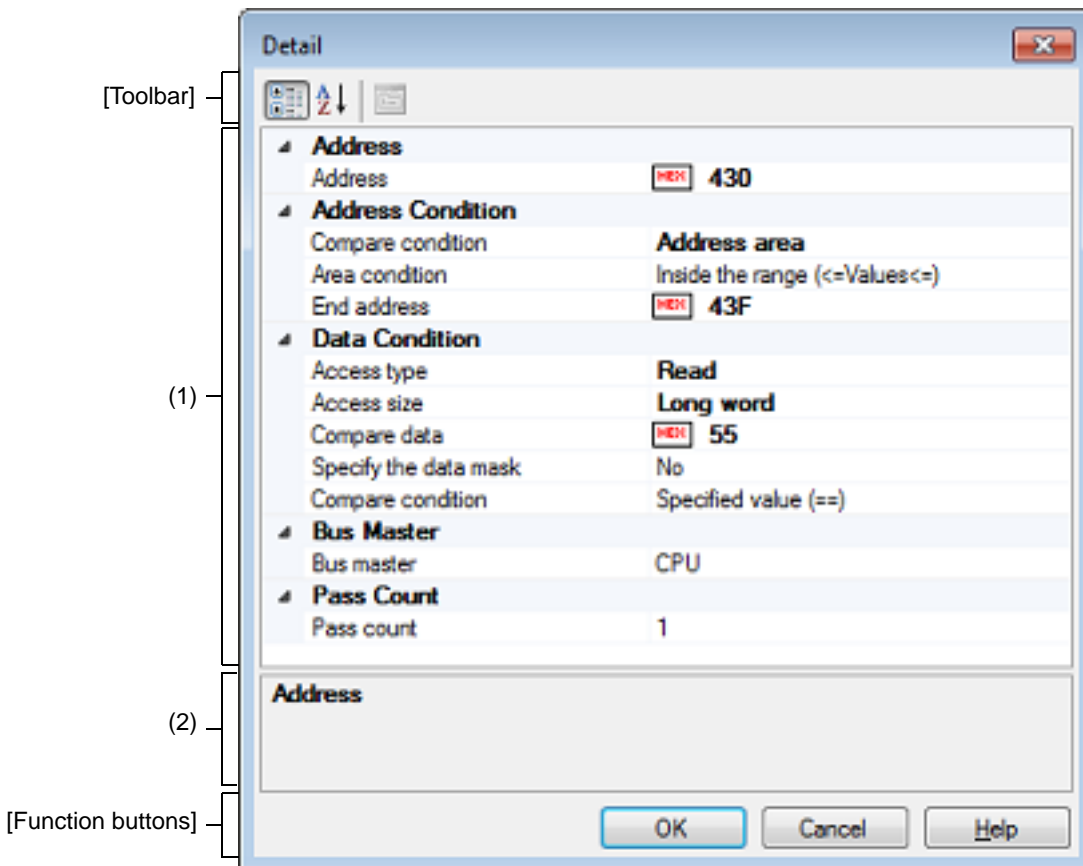 Detail
[Toolbar]
A
Z
Address
Address HEX 430
Address Condition
Compare condition Address area
Area condition Inside the range (<=Values<=)
End address HEX 43F
Data Condition
(1)
Access type Read
Access size Long word
Compare data HEX 55
Specify the data mask No
Compare condition Specified value (==)
Bus Master
Bus master CPU
Pass Count
Pass count 1
Address
(2)
[Function buttons]
OK Cancel Help